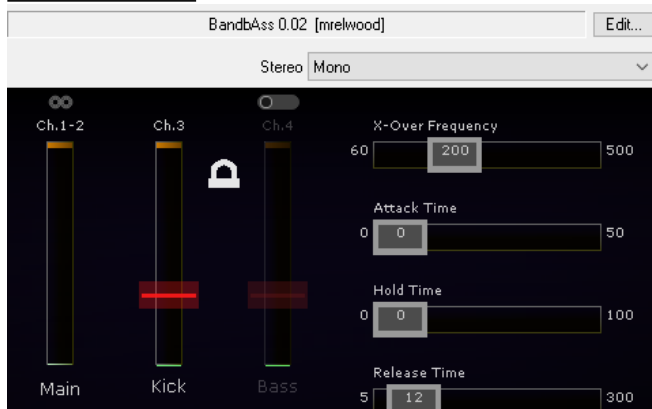 BandbAss 0.02 [mrelwood] Edit...
Stereo Mono
Ch.1-2 Ch.3 Ch.4
X-Over Frequency
60 200 500
Attack Time
0 0 50
Hold Time
0 0 100
Release Time
5 12 300
Main Kick Bass